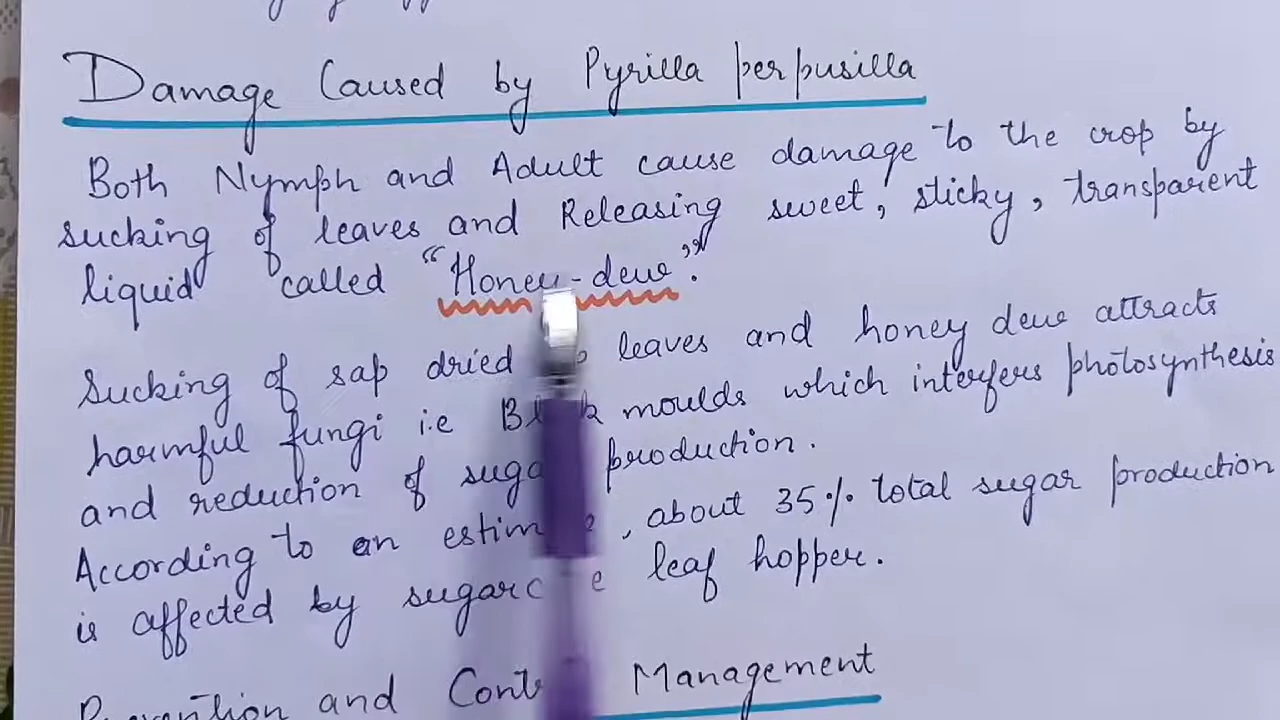 Damage Caused by Pyrilla perpusilla
Both Nymph and Adult cause damage to the crop by
sucking of leaves and Releasing sweet, sticky, transparent
liquid called "Honey-dew".
Sucking of sap dried leaves and honey dew attracts
harmful fungi i.e moulds which interfers photosynthesis
and reduction of production.
According to an , about 35% total sugar production
is affected by leaf hopper.
and Management